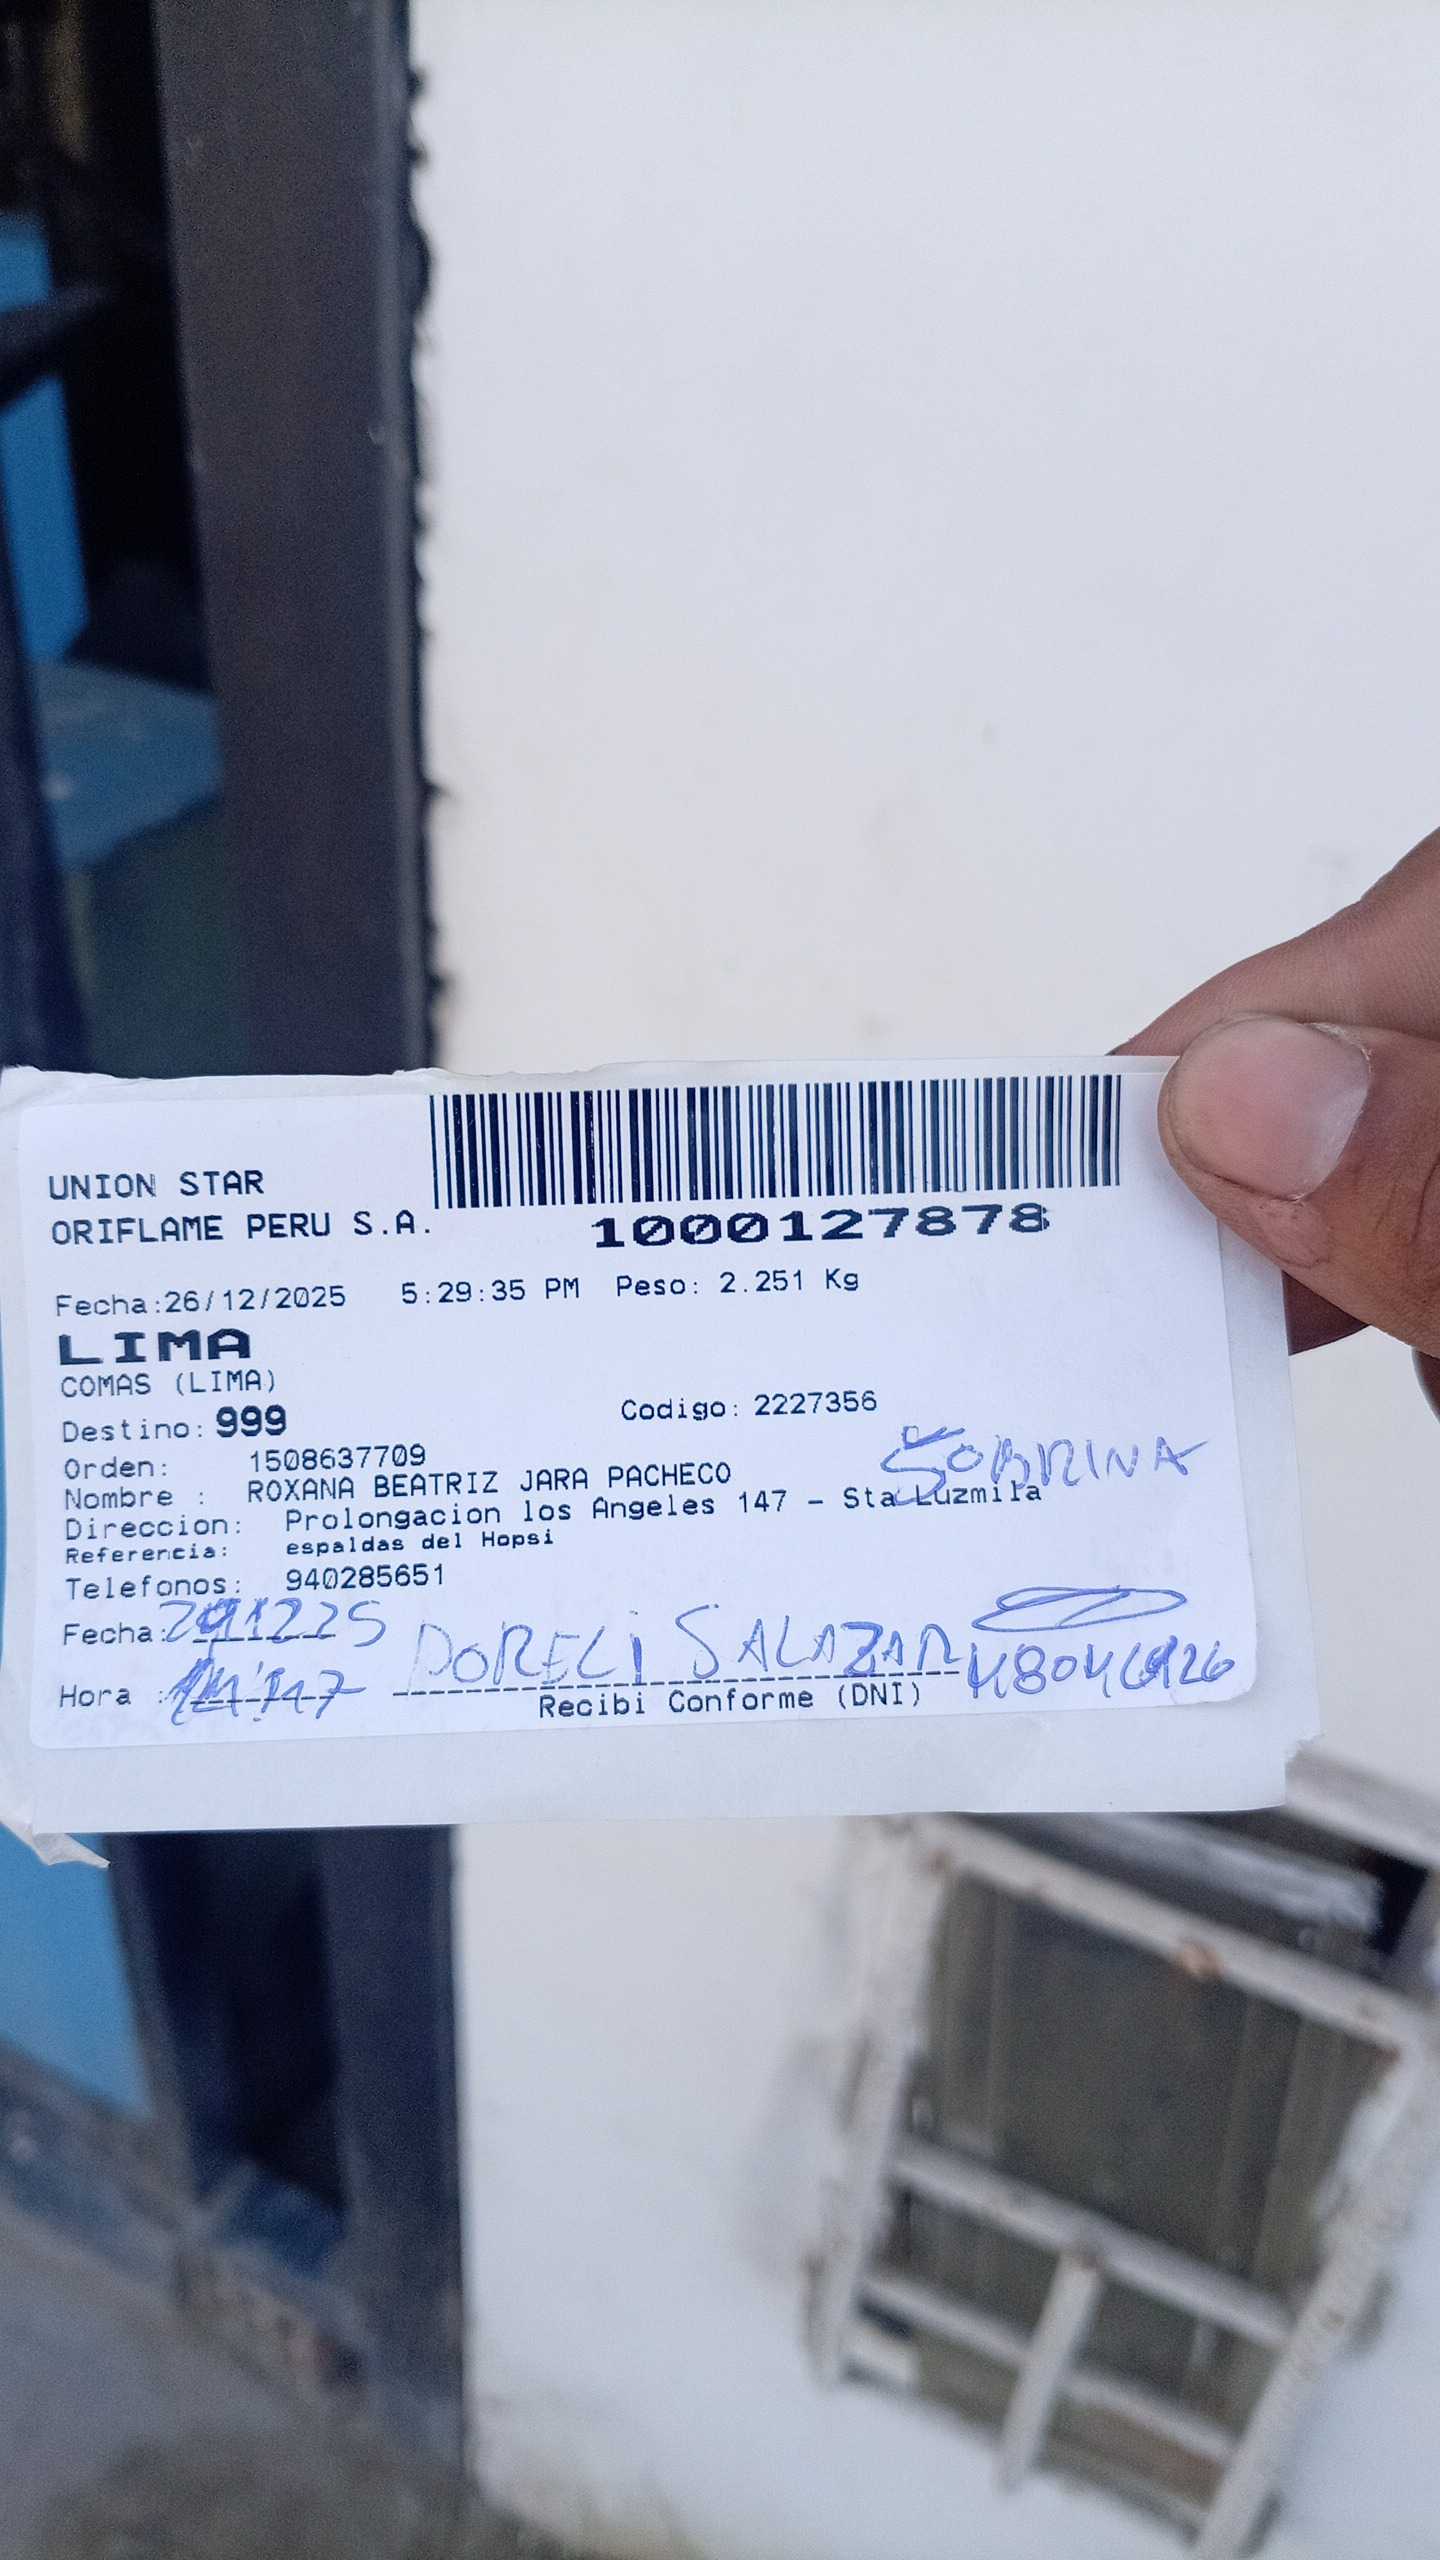 UNION STAR
ORIFLAME PERU S.A.
1000127878
Fecha:26/12/2025 5:29:35 PM Peso: 2.251 Kg
LIMA
COMAS (LIMA)
Destino: 999 Codigo: 2227356
Orden: 1508637709
SOBRINA
Nombre : ROXANA BEATRIZ JARA PACHECO
Direccion: Prolongacion los Angeles 147 - Sta Luzmila
Referencia: espaldas del Hopsi
Telefonos: 940285651
Fecha:
DORELI SALAZAR
Hora :
Recibi Conforme (DNI)